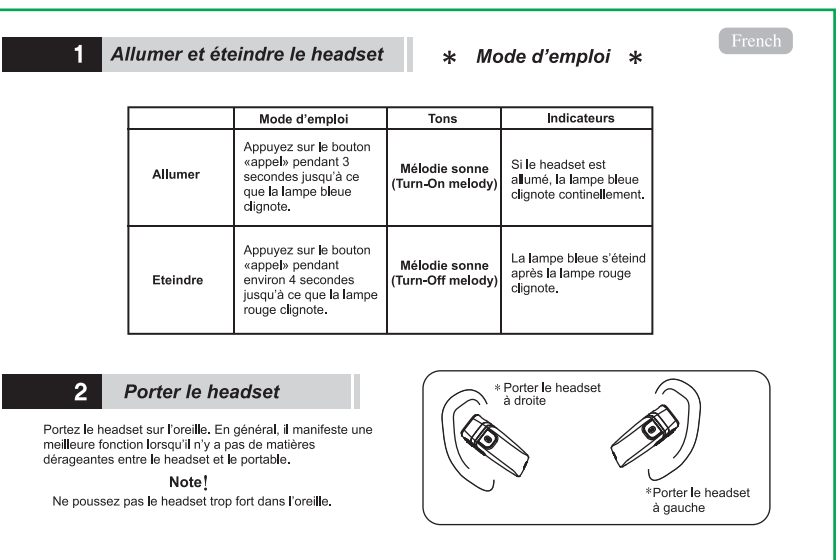 1 Allumer et éteindre le headset
* Mode d'emploi *
French
Mode d'emploi
Tons
Indicateurs
Allumer
Appuyez sur le bouton
«appel» pendant 3
secondes jusqu'à ce
que la lampe bleue
clignote.
Mélodie sonne
(Turn-On melody)
Si le headset est
allumé, la lampe bleue
clignote continellement.
Eteindre
Appuyez sur le bouton
«appel» pendant
environ 4 secondes
jusqu'à ce que la lampe
rouge clignote.
Mélodie sonne
(Turn-Off melody)
La lampe bleue s'éteind
après la lampe rouge
clignote.
2 Porter le headset
Portez le headset sur l'oreille. En général, il manifeste une
meilleure fonction lorsqu'il n'y a pas de matières
dérageantes entre le headset et le portable.
Note!
Ne poussez pas le headset trop fort dans l'oreille.
* Porter le headset
à droite
*Porter le headset
à gauche